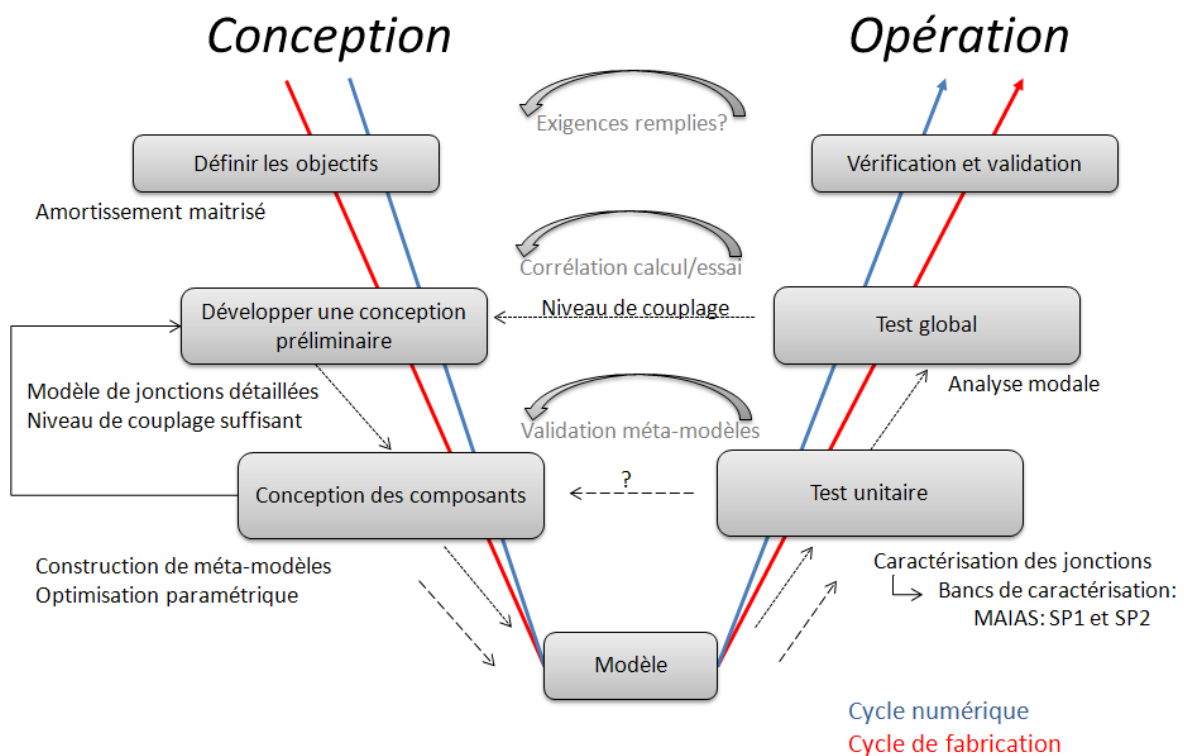 Conception
Opération
Exigences remplies?
Définir les objectifs
Vérification et validation
Amortissement maitrisé
Corrélation calcul/essai
Niveau de couplage
Développer une conception
préliminaire
Test global
Modèle de jonctions détaillées
Niveau de couplage suffisant
Analyse modale
Validation méta-modèles
?
Conception des composants
Test unitaire
Construction de méta-modèles
Optimisation paramétrique
Caractérisation des jonctions
Bancs de caractérisation:
MAIAS: SP1 et SP2
Modèle
Cycle numérique
Cycle de fabrication